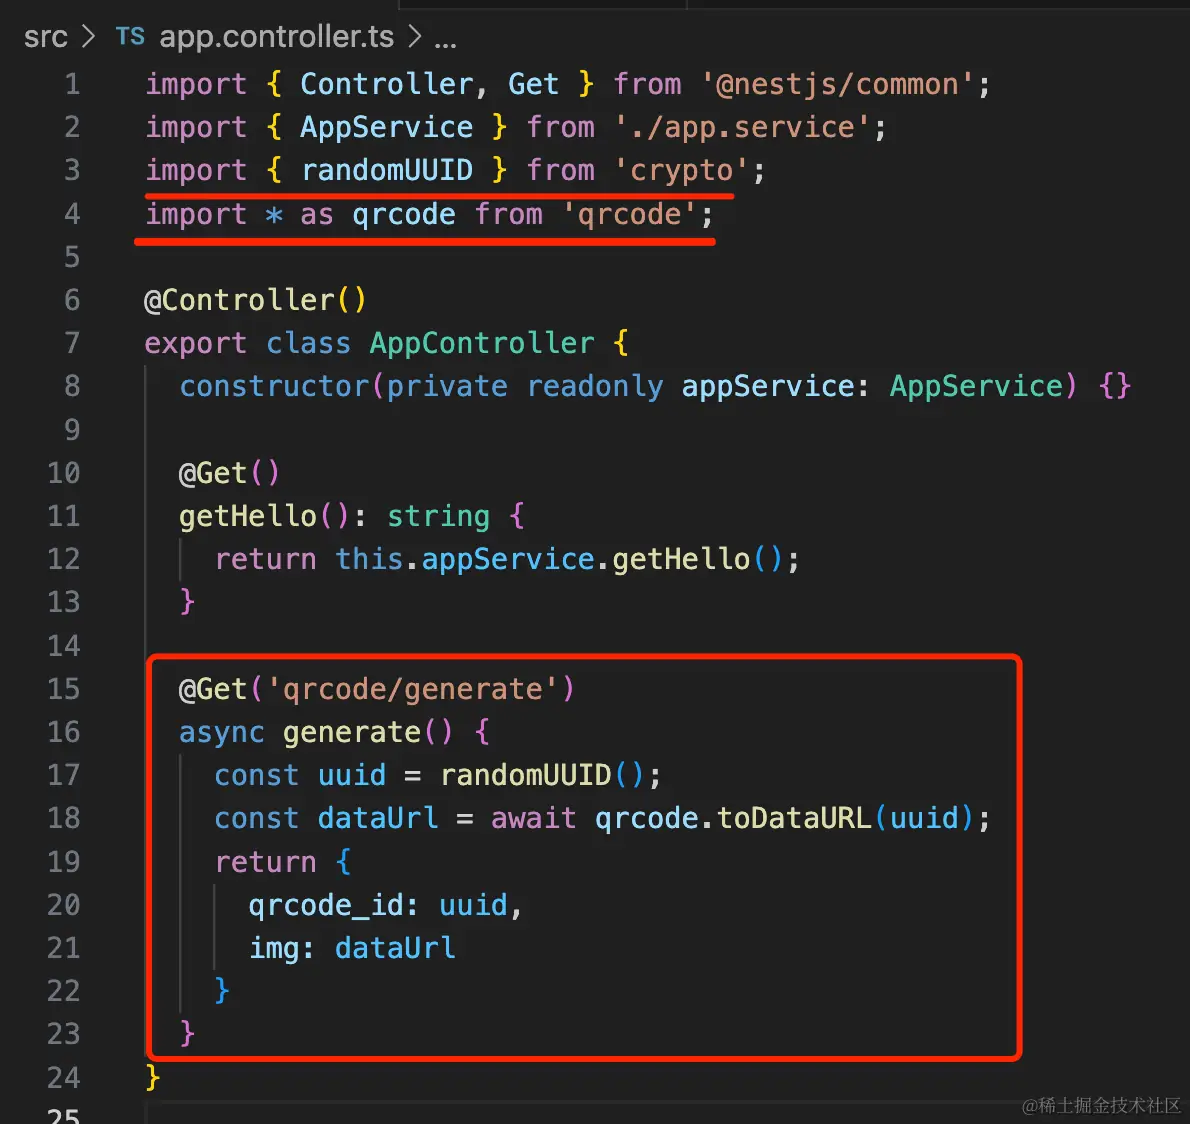 src > TS app.controller.ts > ...
1 import { Controller, Get } from '@nestjs/common';
2 import { AppService } from './app.service';
3 import { randomUUID } from 'crypto';
4 import * as qrcode from 'qrcode';
5
6 @Controller()
7 export class AppController {
8 constructor(private readonly appService: AppService) {}
9
10 @Get()
11 getHello(): string {
12 return this.appService.getHello();
13 }
14
15 @Get('qrcode/generate')
16 async generate() {
17 const uuid = randomUUID();
18 const dataUrl = await qrcode.toDataURL(uuid);
19 return {
20 qrcode_id: uuid,
21 img: dataUrl
22 }
23 }
24 }
25
@稀土掘金技术社区